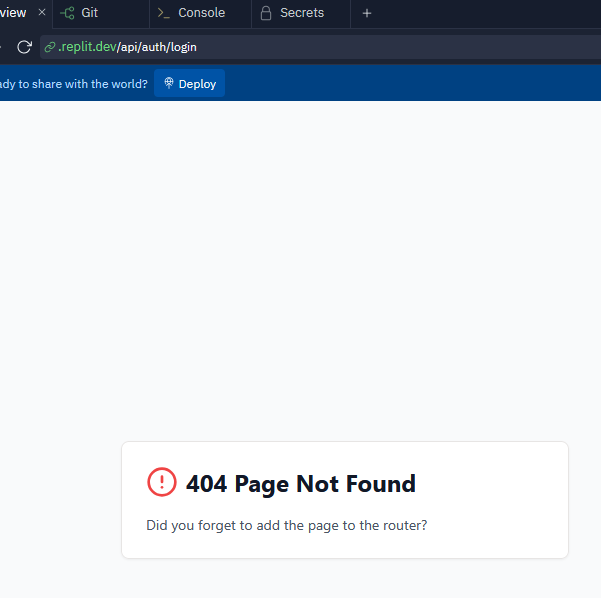 view × Git >_ Console Secrets +
.replit.dev/api/auth/login
ady to share with the world? Deploy
404 Page Not Found
Did you forget to add the page to the router?